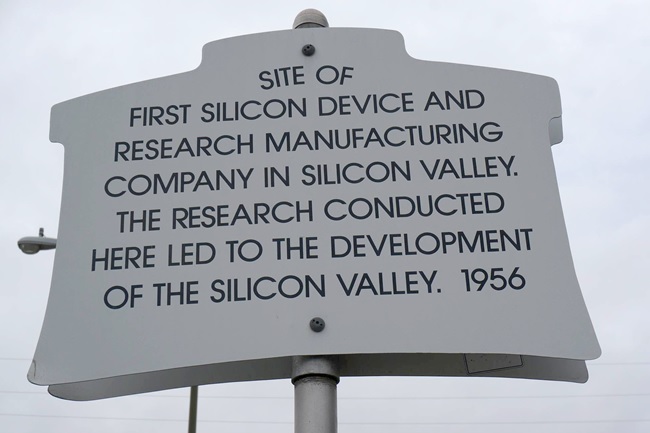 SITE OF
FIRST SILICON DEVICE AND
RESEARCH MANUFACTURING
COMPANY IN SILICON VALLEY.
THE RESEARCH CONDUCTED
HERE LED TO THE DEVELOPMENT
OF THE SILICON VALLEY. 1956